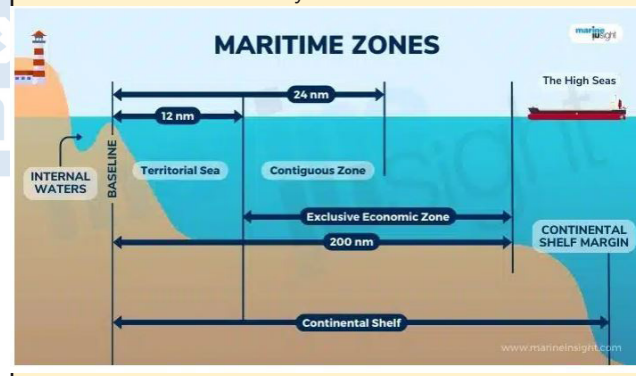 MARITIME ZONES
marine
insight
24 nm
The High Seas
12 nm
INTERNAL
WATERS
BASELINE
Territorial Sea
Contiguous Zone
Exclusive Economic Zone
200 nm
CONTINENTAL
SHELF MARGIN
Continental Shelf
www.marineinsight.com